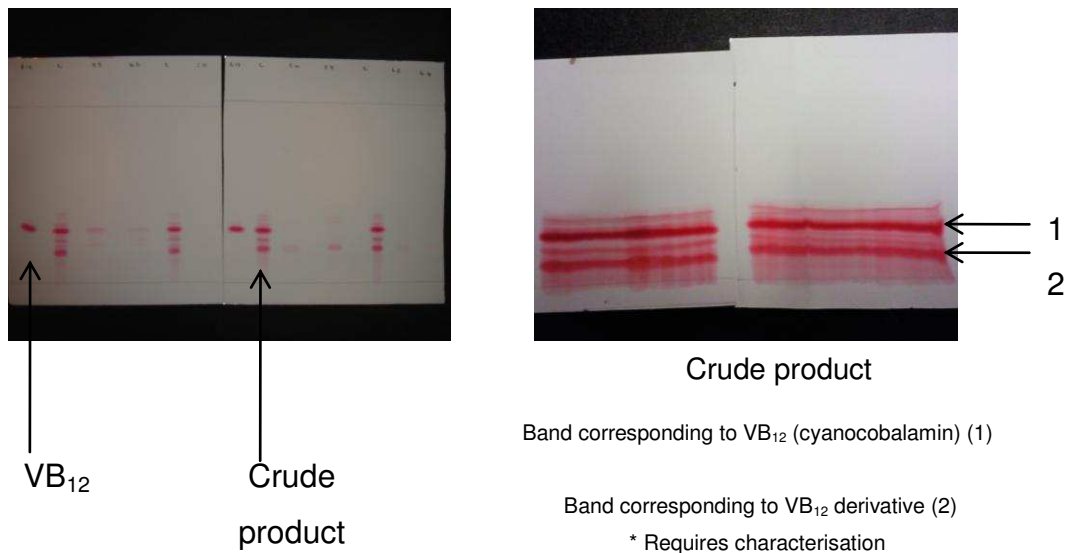 1
2
Crude product
Band corresponding to VB₁₂ (cyanocobalamin) (1)
VB₁₂
Crude
product
Band corresponding to VB₁₂ derivative (2)
* Requires characterisation